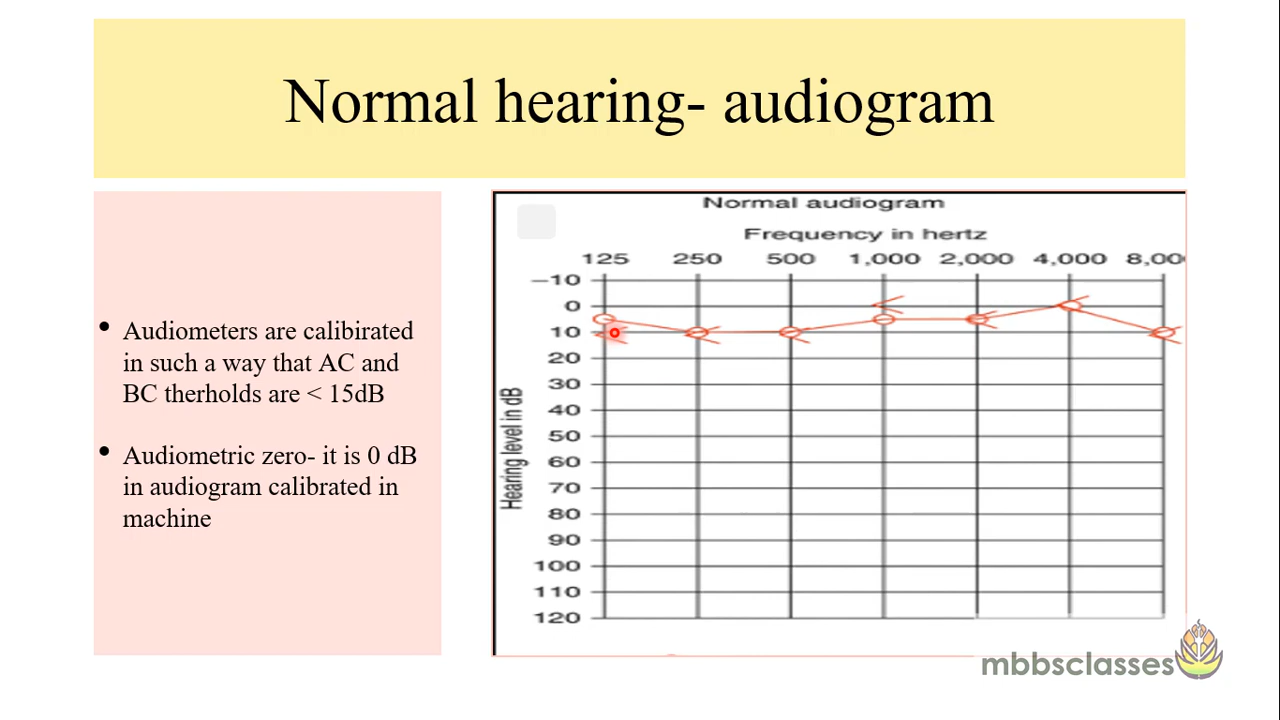 Normal hearing- audiogram
• Audiometers are calibirated
in such a way that AC and
BC therholds are < 15dB
• Audiometric zero- it is 0 dB
in audiogram calibrated in
machine
Normal audiogram
Frequency in hertz
125 250 500 1,000 2,000 4,000 8,00
−10
0
10
20
30
40
50
60
70
80
90
100
110
120
Hearing level in dB
mbbsclasses